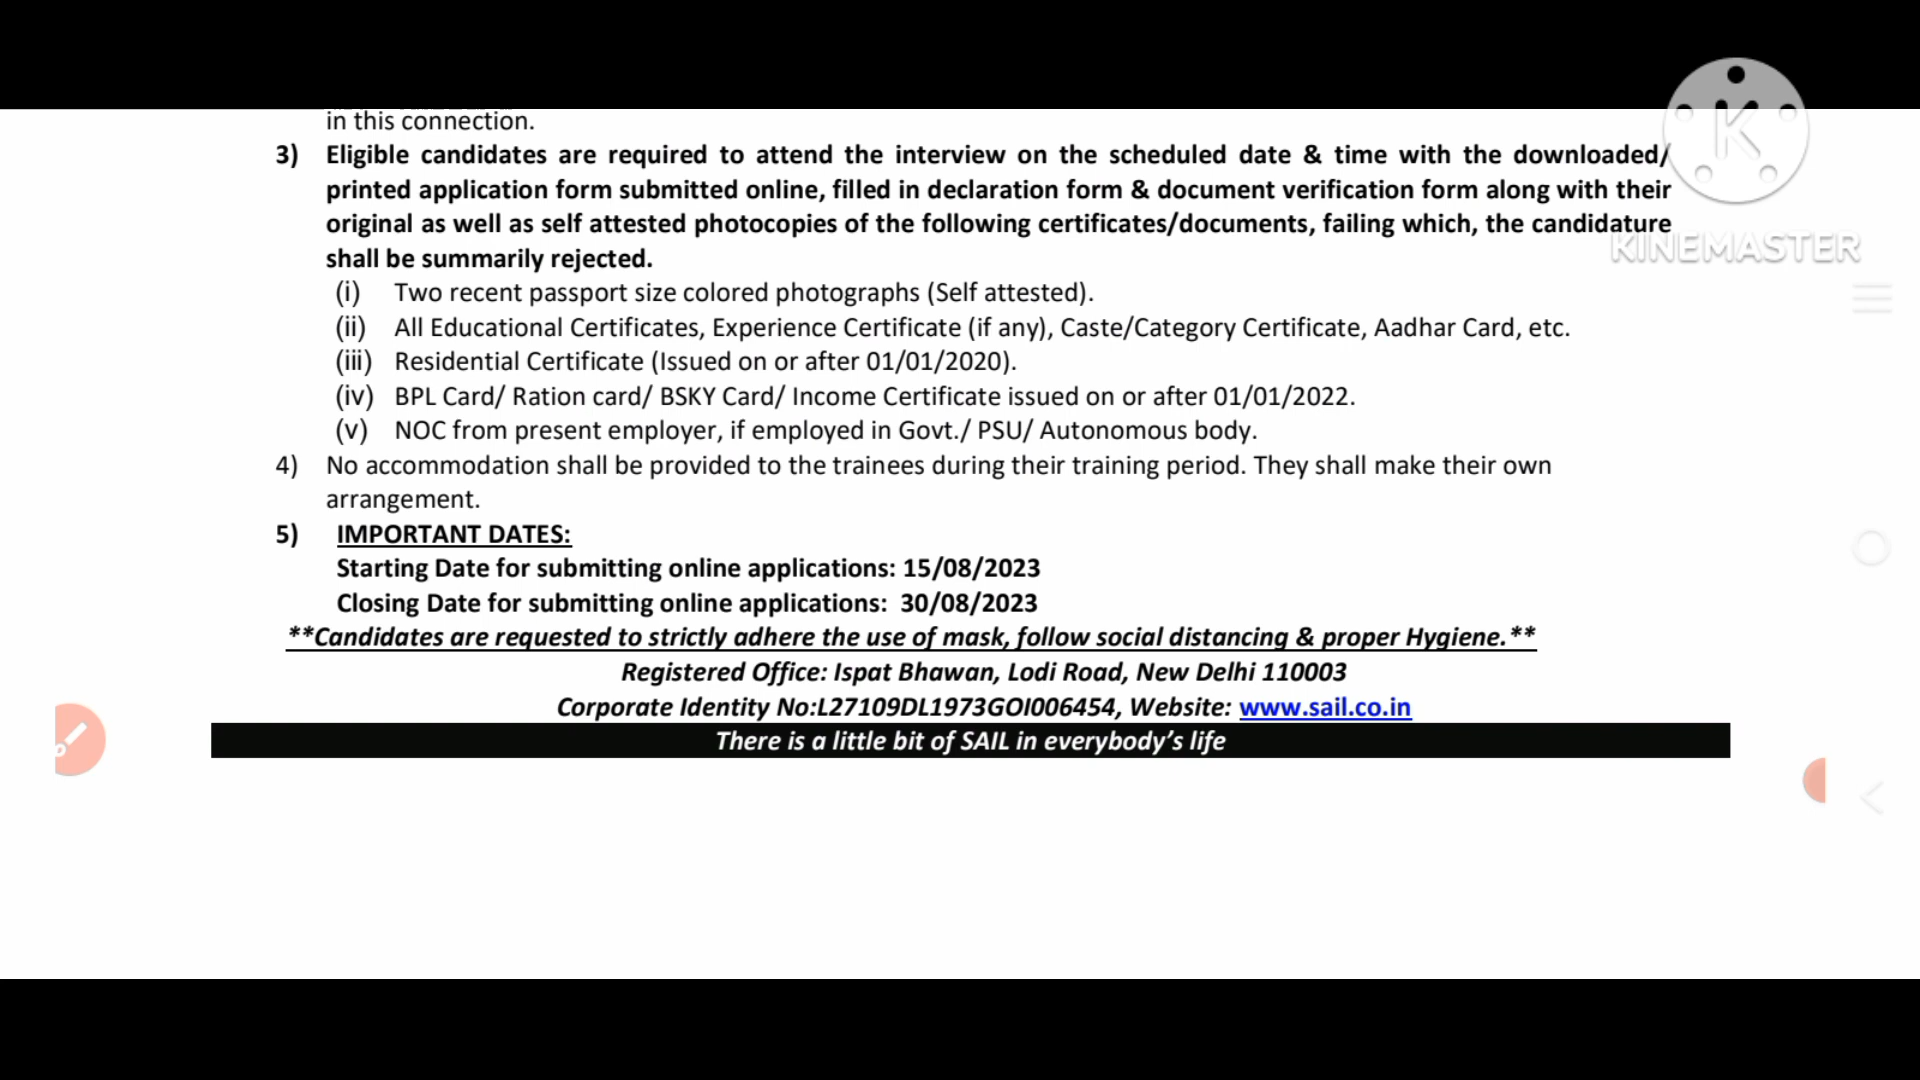 in this connection.
3) Eligible candidates are required to attend the interview on the scheduled date & time with the downloaded/
printed application form submitted online, filled in declaration form & document verification form along with their
original as well as self attested photocopies of the following certificates/documents, failing which, the candidature
shall be summarily rejected.
(i) Two recent passport size colored photographs (Self attested).
(ii) All Educational Certificates, Experience Certificate (if any), Caste/Category Certificate, Aadhar Card, etc.
(iii) Residential Certificate (Issued on or after 01/01/2020).
(iv) BPL Card/ Ration card/ BSKY Card/ Income Certificate issued on or after 01/01/2022.
(v) NOC from present employer, if employed in Govt./ PSU/ Autonomous body.
4) No accommodation shall be provided to the trainees during their training period. They shall make their own
arrangement.
5) IMPORTANT DATES:
Starting Date for submitting online applications: 15/08/2023
Closing Date for submitting online applications: 30/08/2023
**Candidates are requested to strictly adhere the use of mask, follow social distancing & proper Hygiene.**
Registered Office: Ispat Bhawan, Lodi Road, New Delhi 110003
Corporate Identity No:L27109DL1973GOI006454, Website: www.sail.co.in
There is a little bit of SAIL in everybody's life
K
KINEMASTER